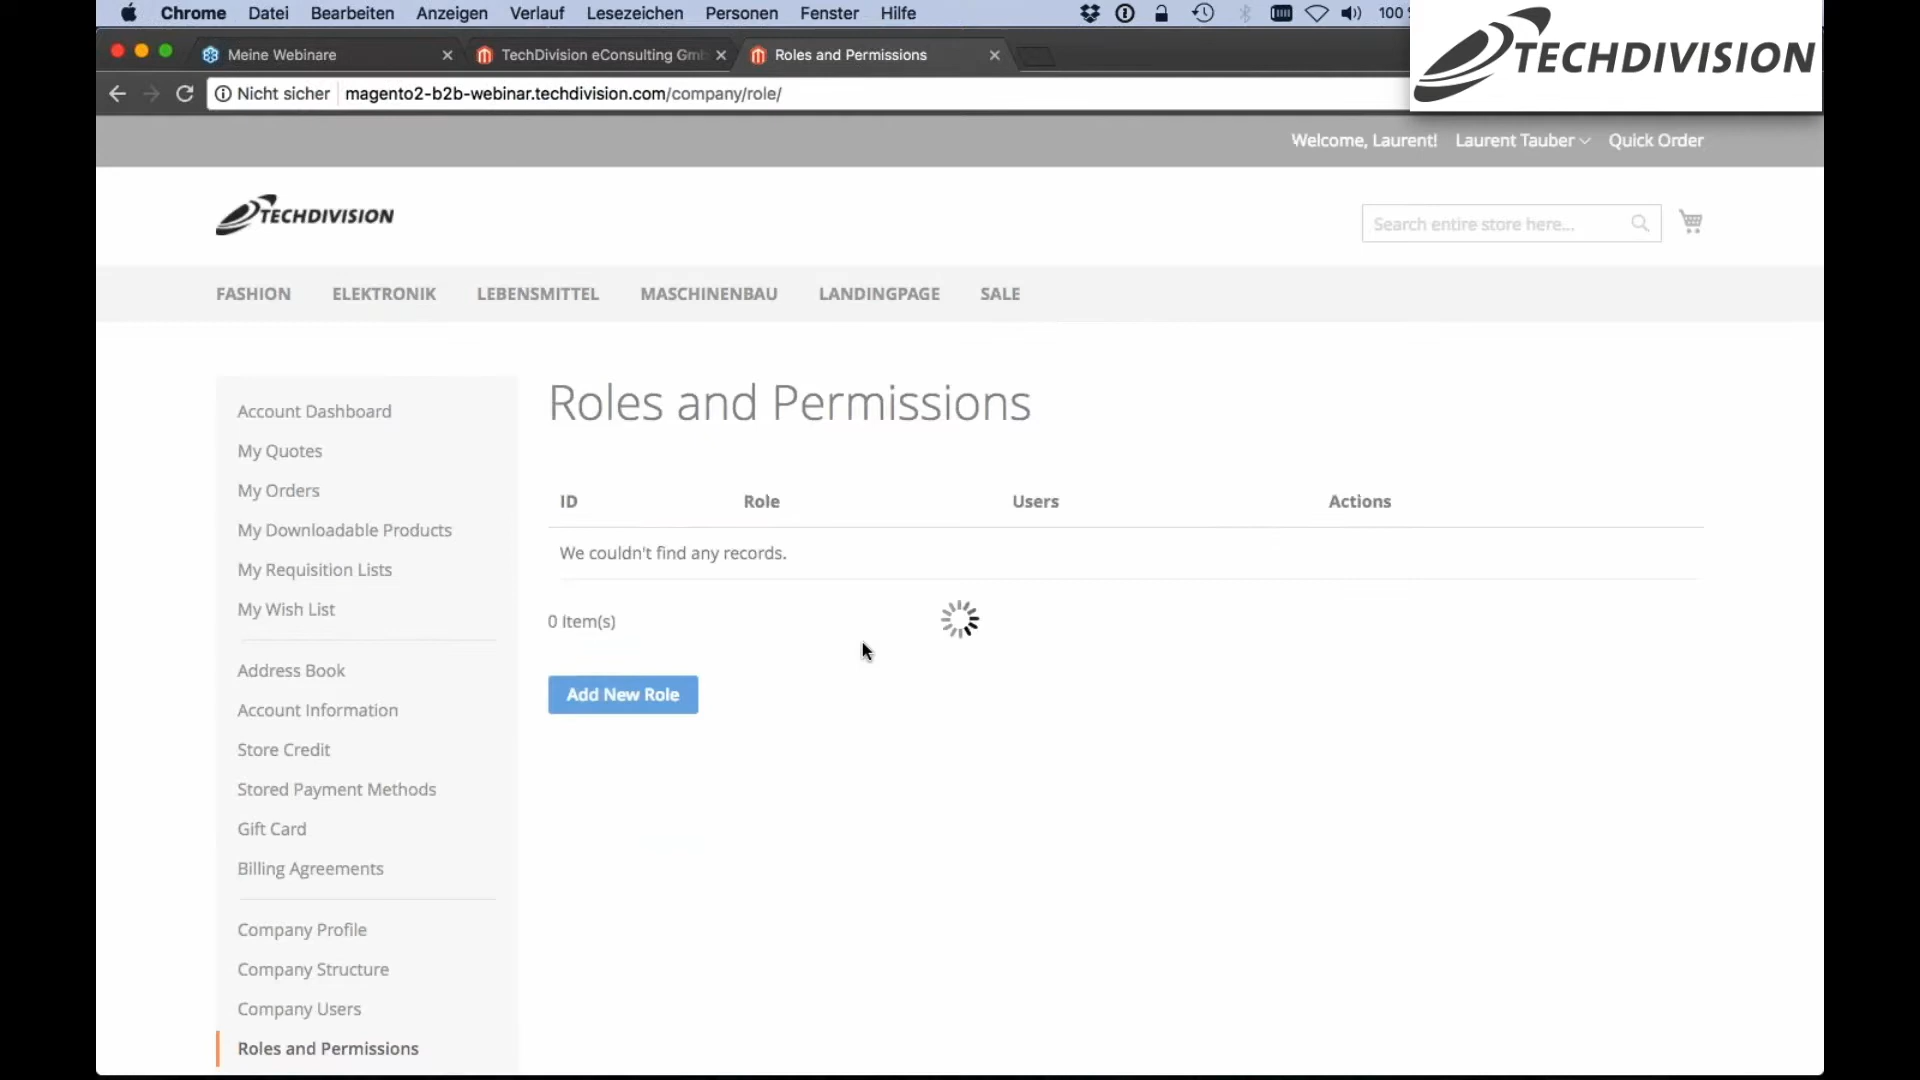 Chrome Datei Bearbeiten Anzeigen Verlauf Lesezeichen Personen Fenster Hilfe 100
TECHDIVISION
Meine Webinare TechDivision eConsulting Gmb Roles and Permissions
Nicht sicher magento2-b2b-webinar.techdivision.com/company/role/
Welcome, Laurent! Laurent Tauber Quick Order
TECHDIVISION
Search entire store here...
FASHION ELEKTRONIK LEBENSMITTEL MASCHINENBAU LANDINGPAGE SALE
Account Dashboard
My Quotes
My Orders
My Downloadable Products
My Requisition Lists
My Wish List
Address Book
Account Information
Store Credit
Stored Payment Methods
Gift Card
Billing Agreements
Company Profile
Company Structure
Company Users
Roles and Permissions
Roles and Permissions
ID Role Users Actions
We couldn't find any records.
0 Item(s)
Add New Role